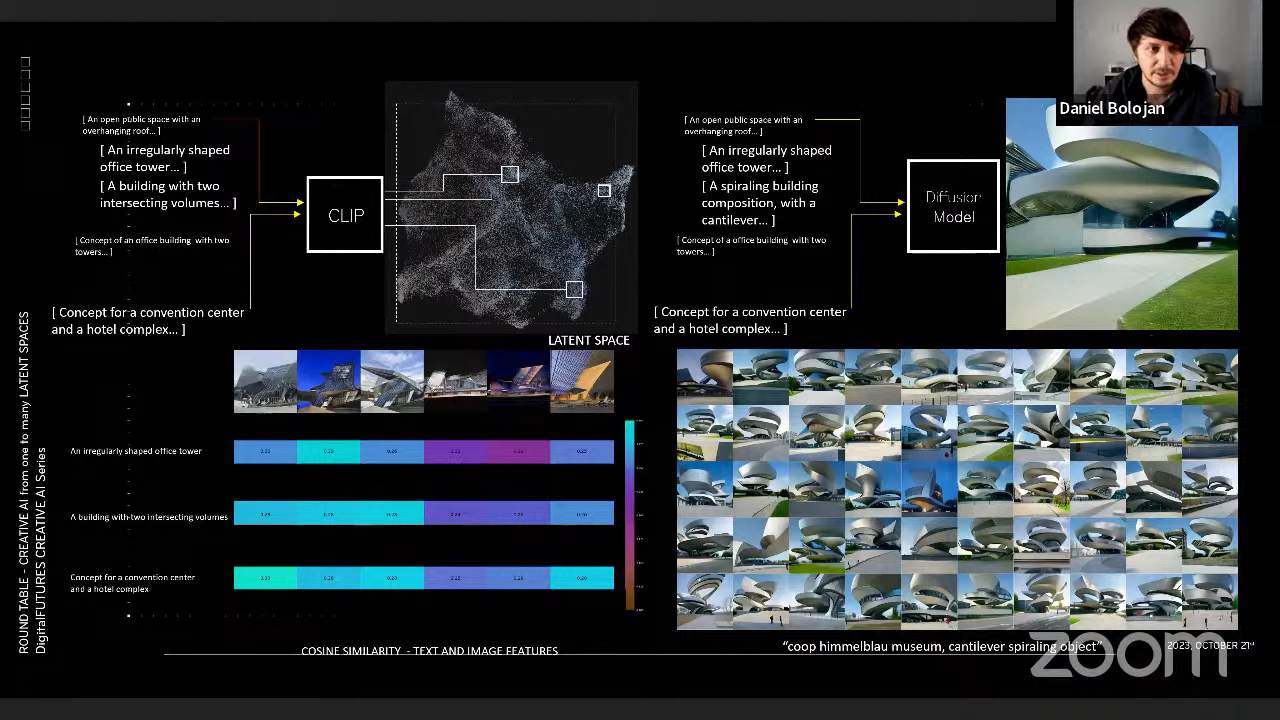 Daniel Bolojan
[ An open public space with an
overhanging roof... ]
[ An irregularly shaped
office tower... ]
[ A building with two
intersecting volumes... ]
[ Concept of an office building with two
towers... ]
[ Concept for a convention center
and a hotel complex... ]
CLIP
LATENT SPACE
[ An open public space with an
overhanging roof... ]
[ An irregularly shaped
office tower... ]
[ A spiraling building
composition, with a
cantilever... ]
[ Concept of a office building with two
towers... ]
[ Concept for a convention center
and a hotel complex... ]
Diffusion
Model
An irregularly shaped office tower
A building with two intersecting volumes
Concept for a convention center
and a hotel complex
COSINE SIMILARITY - TEXT AND IMAGE FEATURES
"coop himmelblau museum, cantilever spiraling object"
2023, OCTOBER 21st
zoom
ROUND TABLE - CREATIVE AI from one to many LATENT SPACES
DigitalFUTURES CREATIVE AI Series